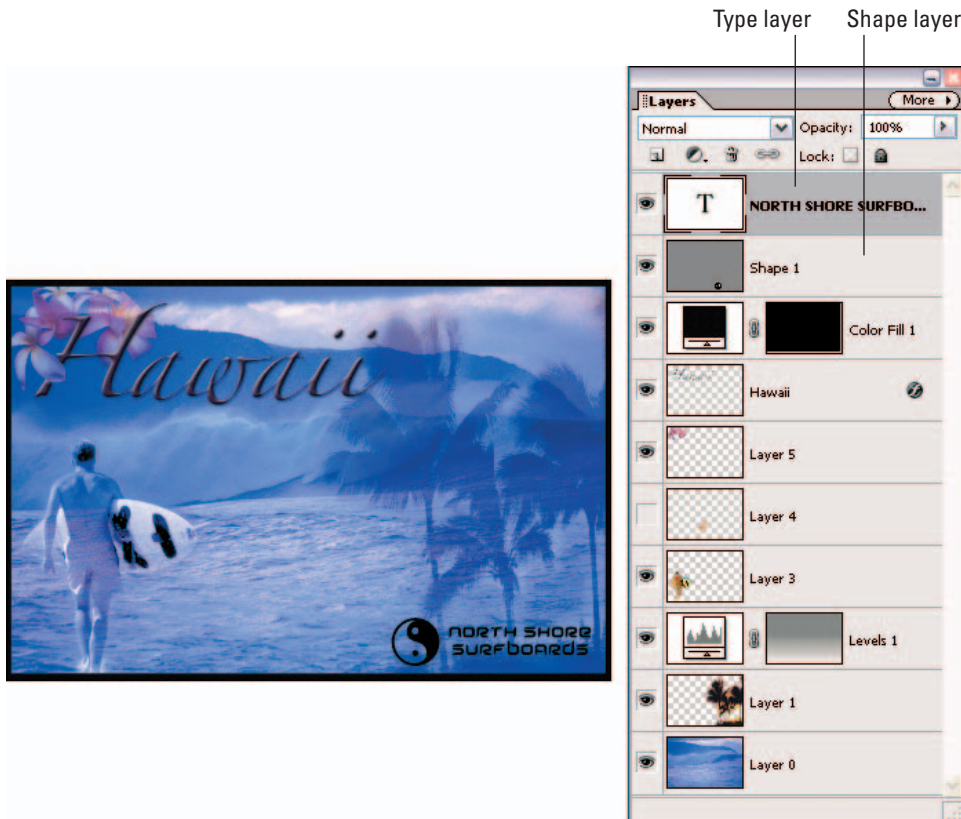 Type layer Shape layer
Layers More
Normal Opacity: 100%
Lock:
T NORTH SHORE SURFBO...
Shape 1
Color Fill 1
Hawaii
Layer 5
Layer 4
Layer 3
Levels 1
Layer 1
Layer 0
Hawaii
NORTH SHORE
SURFBOARDS